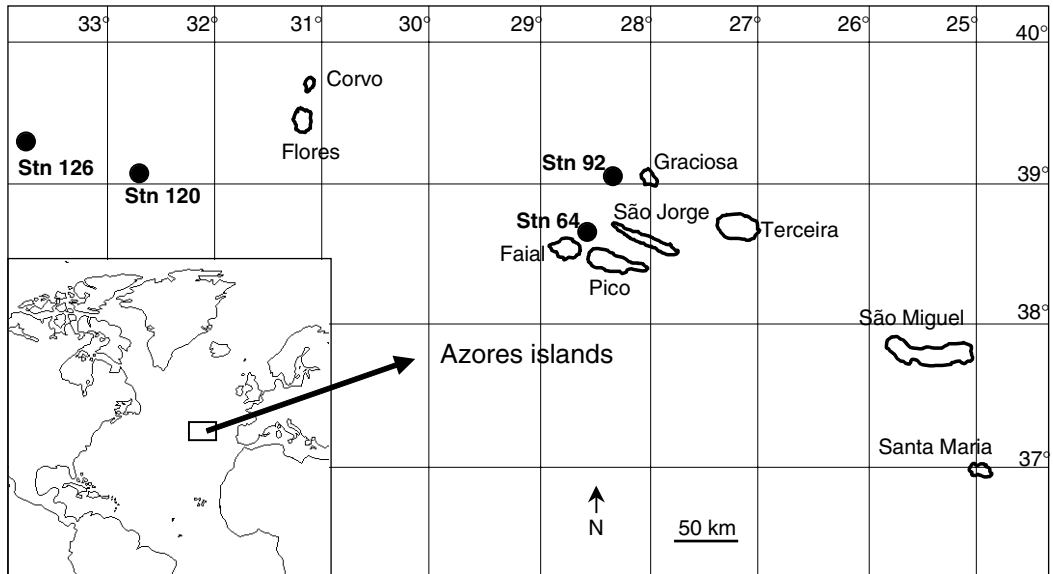 33° 32° 31° 30° 29° 28° 27° 26° 25°
40°
Corvo
Flores
Stn 126
Stn 120
Stn 92
Graciosa
39°
Stn 64
São Jorge
Terceira
Faial
Pico
38°
São Miguel
Azores islands
Santa Maria
37°
N
50 km